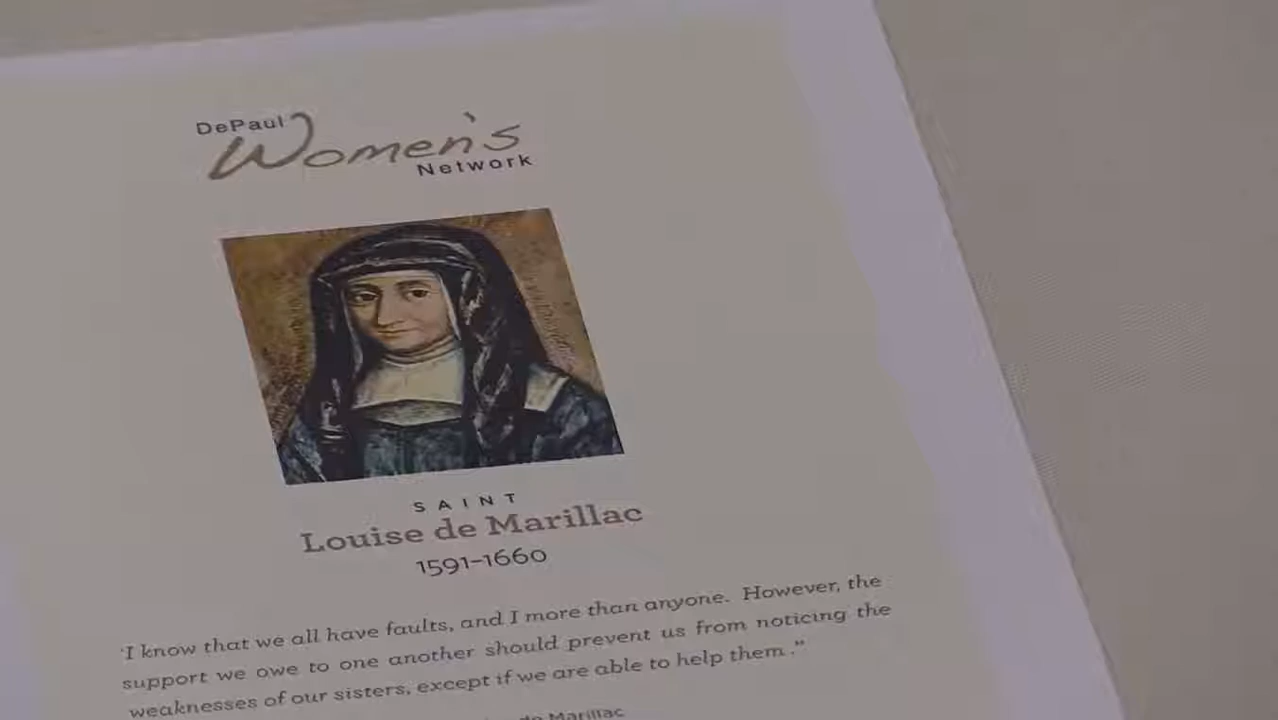 DePaul
Women's
Network
SAINT
Louise de Marillac
1591–1660
"I know that we all have faults, and I more than anyone. However, the
support we owe to one another should prevent us from noticing the
weaknesses of our sisters, except if we are able to help them."
de Marillac